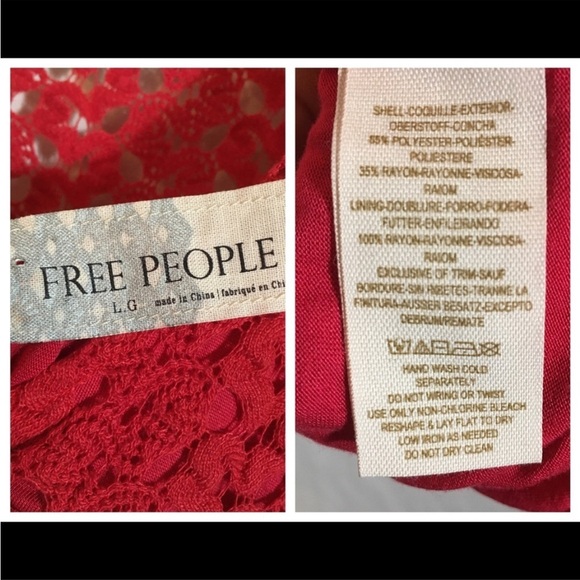 FREE PEOPLE
L.G made in China | fabriqué en Chi
SHELL-COQUILLE-EXTERIOR-
OBERSTOFF-CONCHA
65% POLYESTER-POLIÉSTER-
POLIESTERE
35% RAYON-RAYONNE-VISCOSA-
RAIOM
LINING-DOUBLURE-FORRO-FODERA-
FUTTER-ENFILEIRANDO
100% RAYON-RAYONNE-VISCOSA-
RAIOM
EXCLUSIVE OF TRIM-SAUF
BORDURE-SIN RIBETES-TRANNE LA
FINITURA-AUSSER BESATZ-EXCEPTO
DEBRUM/REMATE
HAND WASH COLD
SEPARATELY
DO NOT WRING OR TWIST
USE ONLY NON-CHLORINE BLEACH
RESHAPE & LAY FLAT TO DRY
LOW IRON AS NEEDED
DO NOT DRY CLEAN